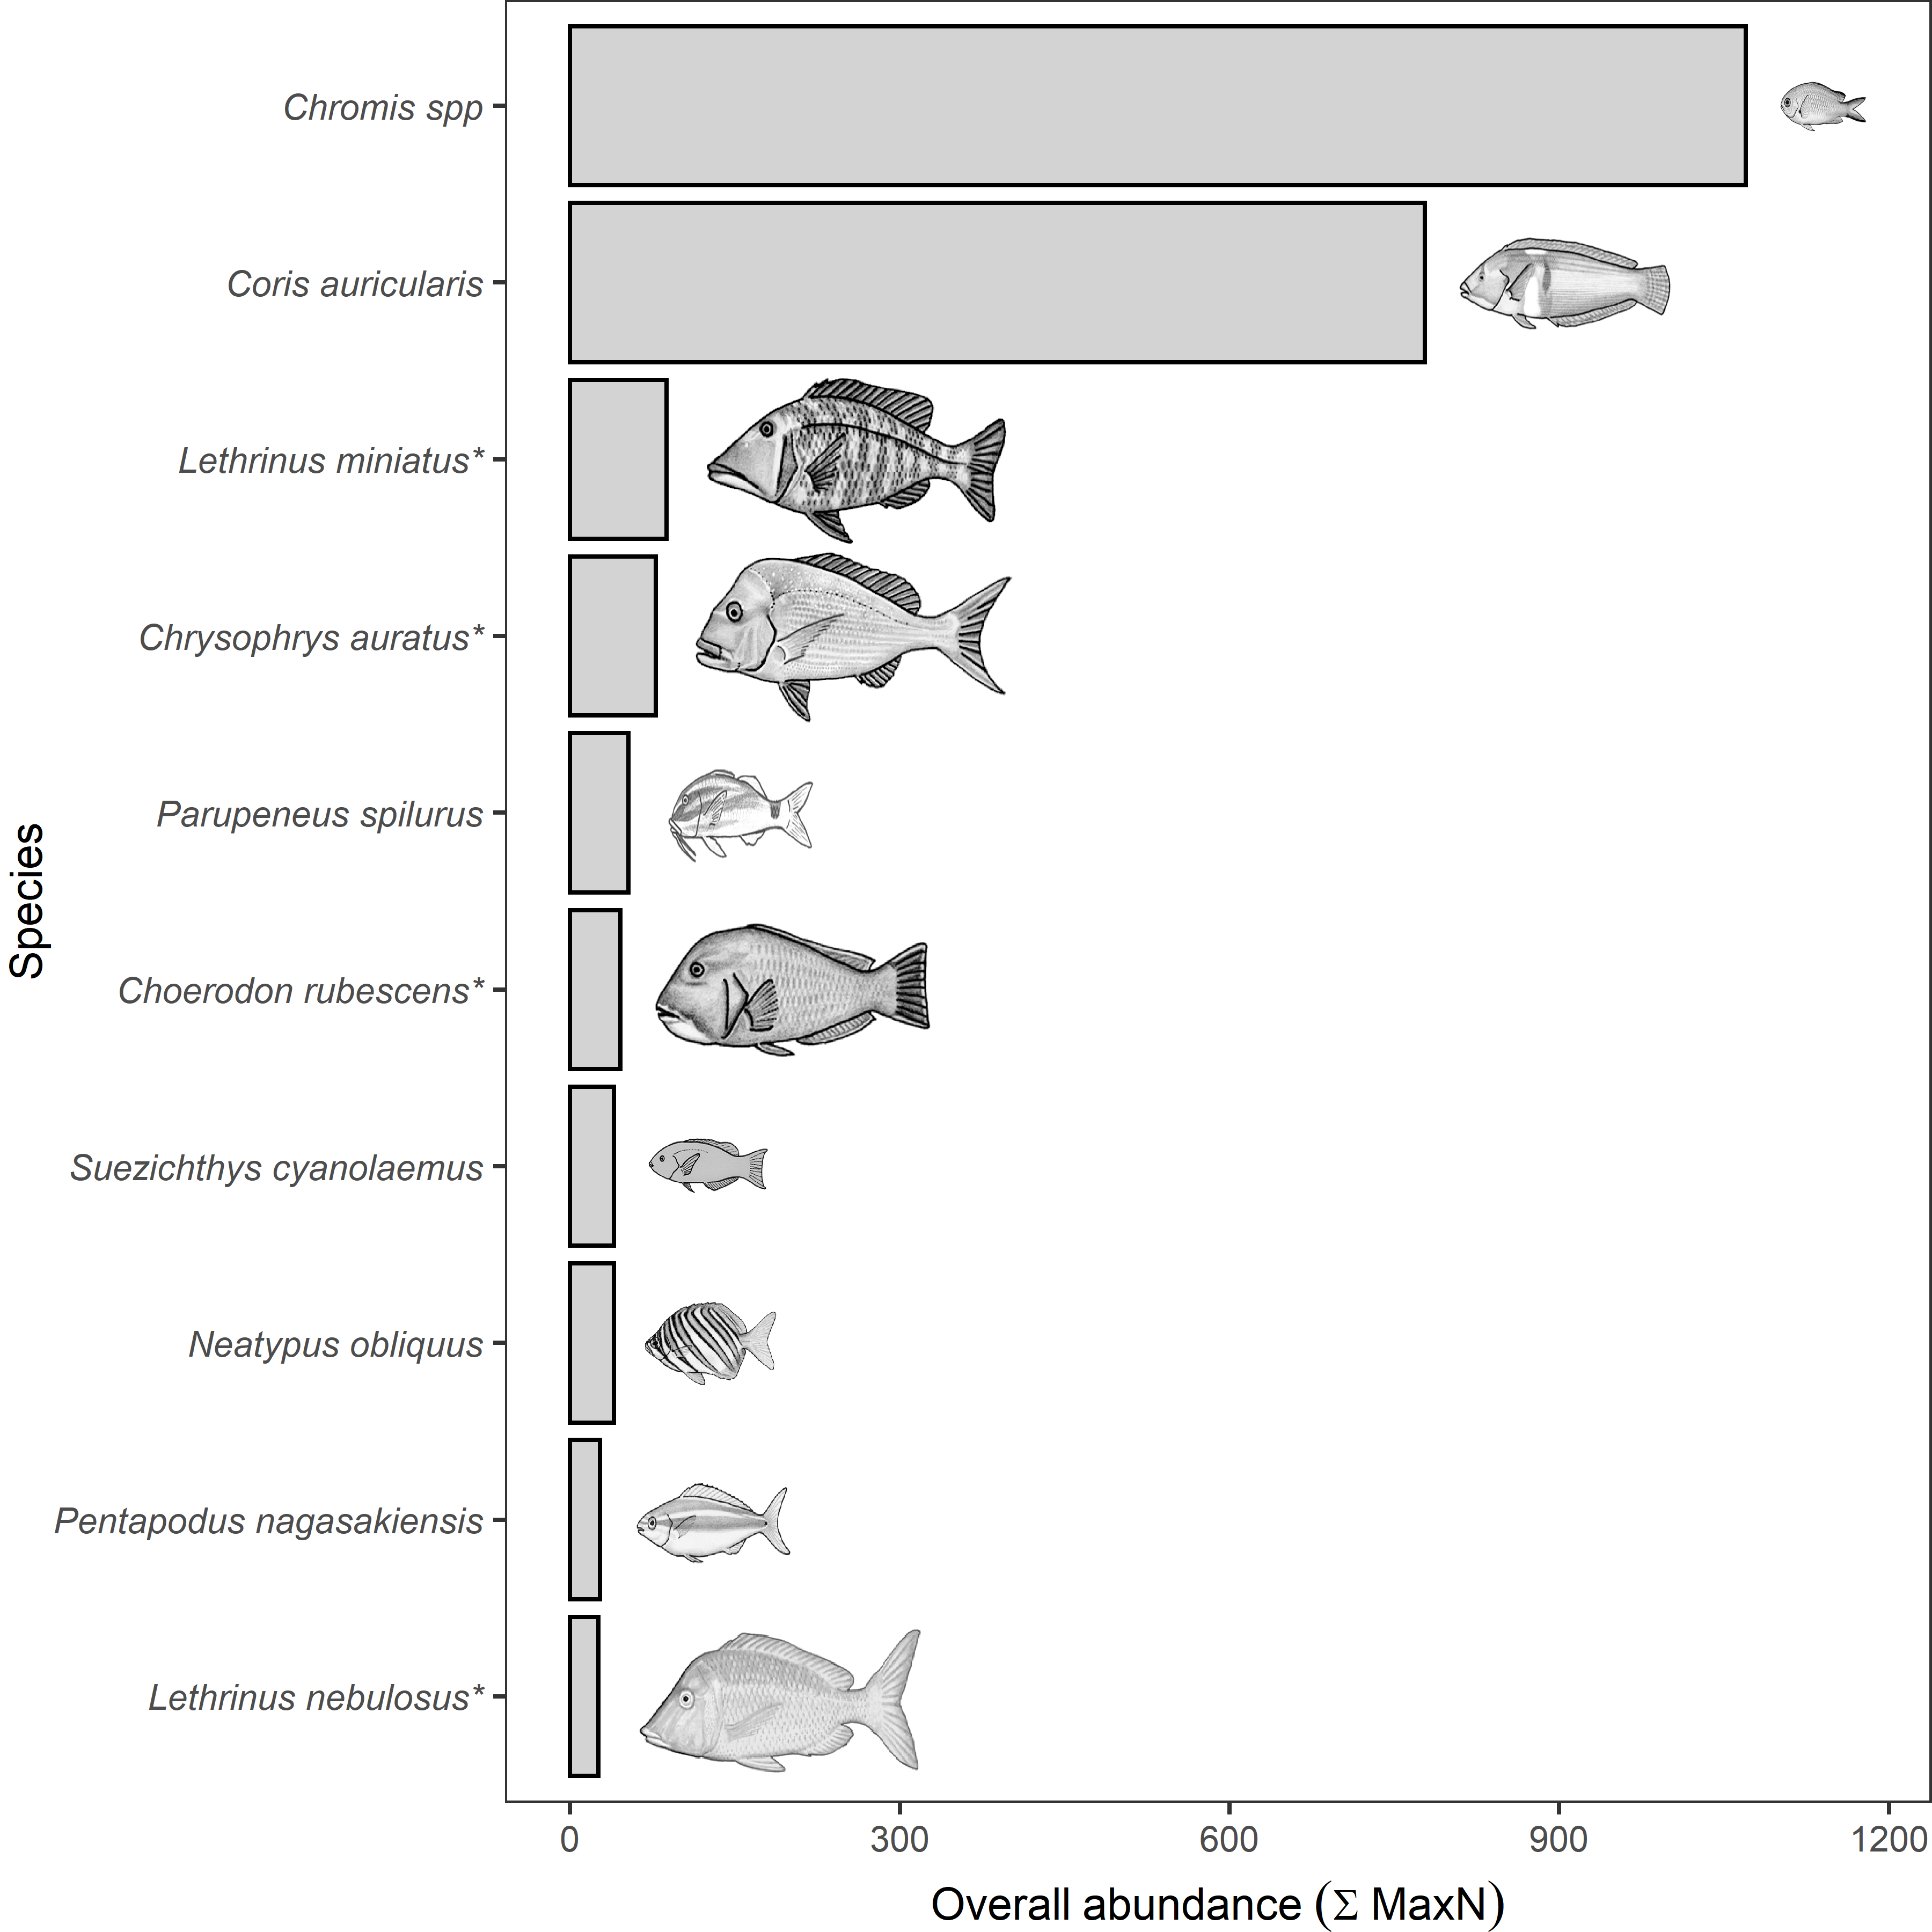 Chromis spp
Coris auricularis
Lethrinus miniatus*
Chrysophrys auratus*
Parupeneus spilurus
Choerodon rubescens*
Suezichthys cyanolaemus
Neatypus obliquus
Pentapodus nagasakiensis
Lethrinus nebulosus*
Species
0 300 600 900 1200
Overall abundance (Σ MaxN)